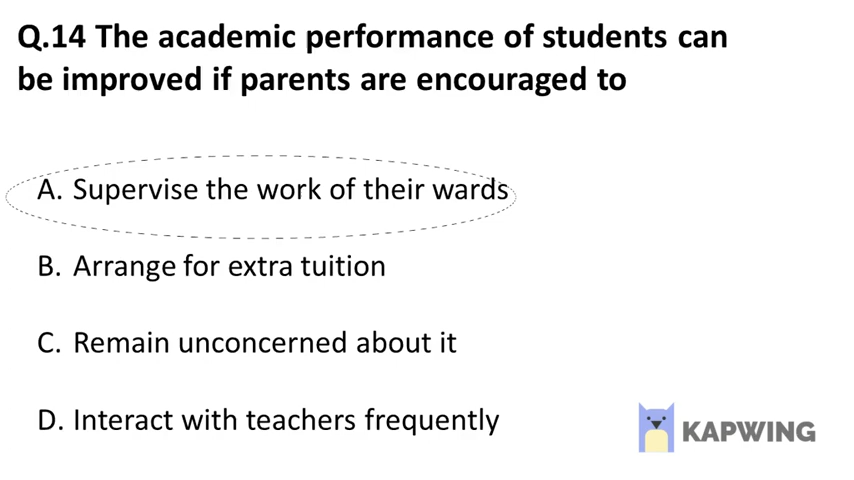 Q.14 The academic performance of students can
be improved if parents are encouraged to
A. Supervise the work of their wards
B. Arrange for extra tuition
C. Remain unconcerned about it
D. Interact with teachers frequently
KAPWING